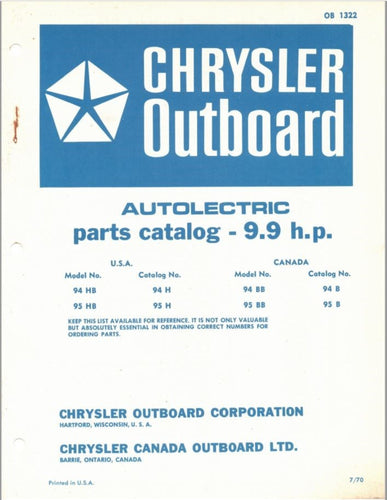 OB 1322
CHRYSLER
Outboard
AUTOLECTRIC
parts catalog - 9.9 h.p.
U.S.A. CANADA
Model No. Catalog No. Model No. Catalog No.
94 HB 94 H 94 BB 94 B
95 HB 95 H 95 BB 95 B
KEEP THIS LIST AVAILABLE FOR REFERENCE. IT IS NOT ONLY VALUABLE
BUT ABSOLUTELY ESSENTIAL IN OBTAINING CORRECT NUMBERS FOR
ORDERING PARTS.
CHRYSLER OUTBOARD CORPORATION
HARTFORD, WISCONSIN, U. S. A.
CHRYSLER CANADA OUTBOARD LTD.
BARRIE, ONTARIO, CANADA
Printed in U.S.A. 7/70